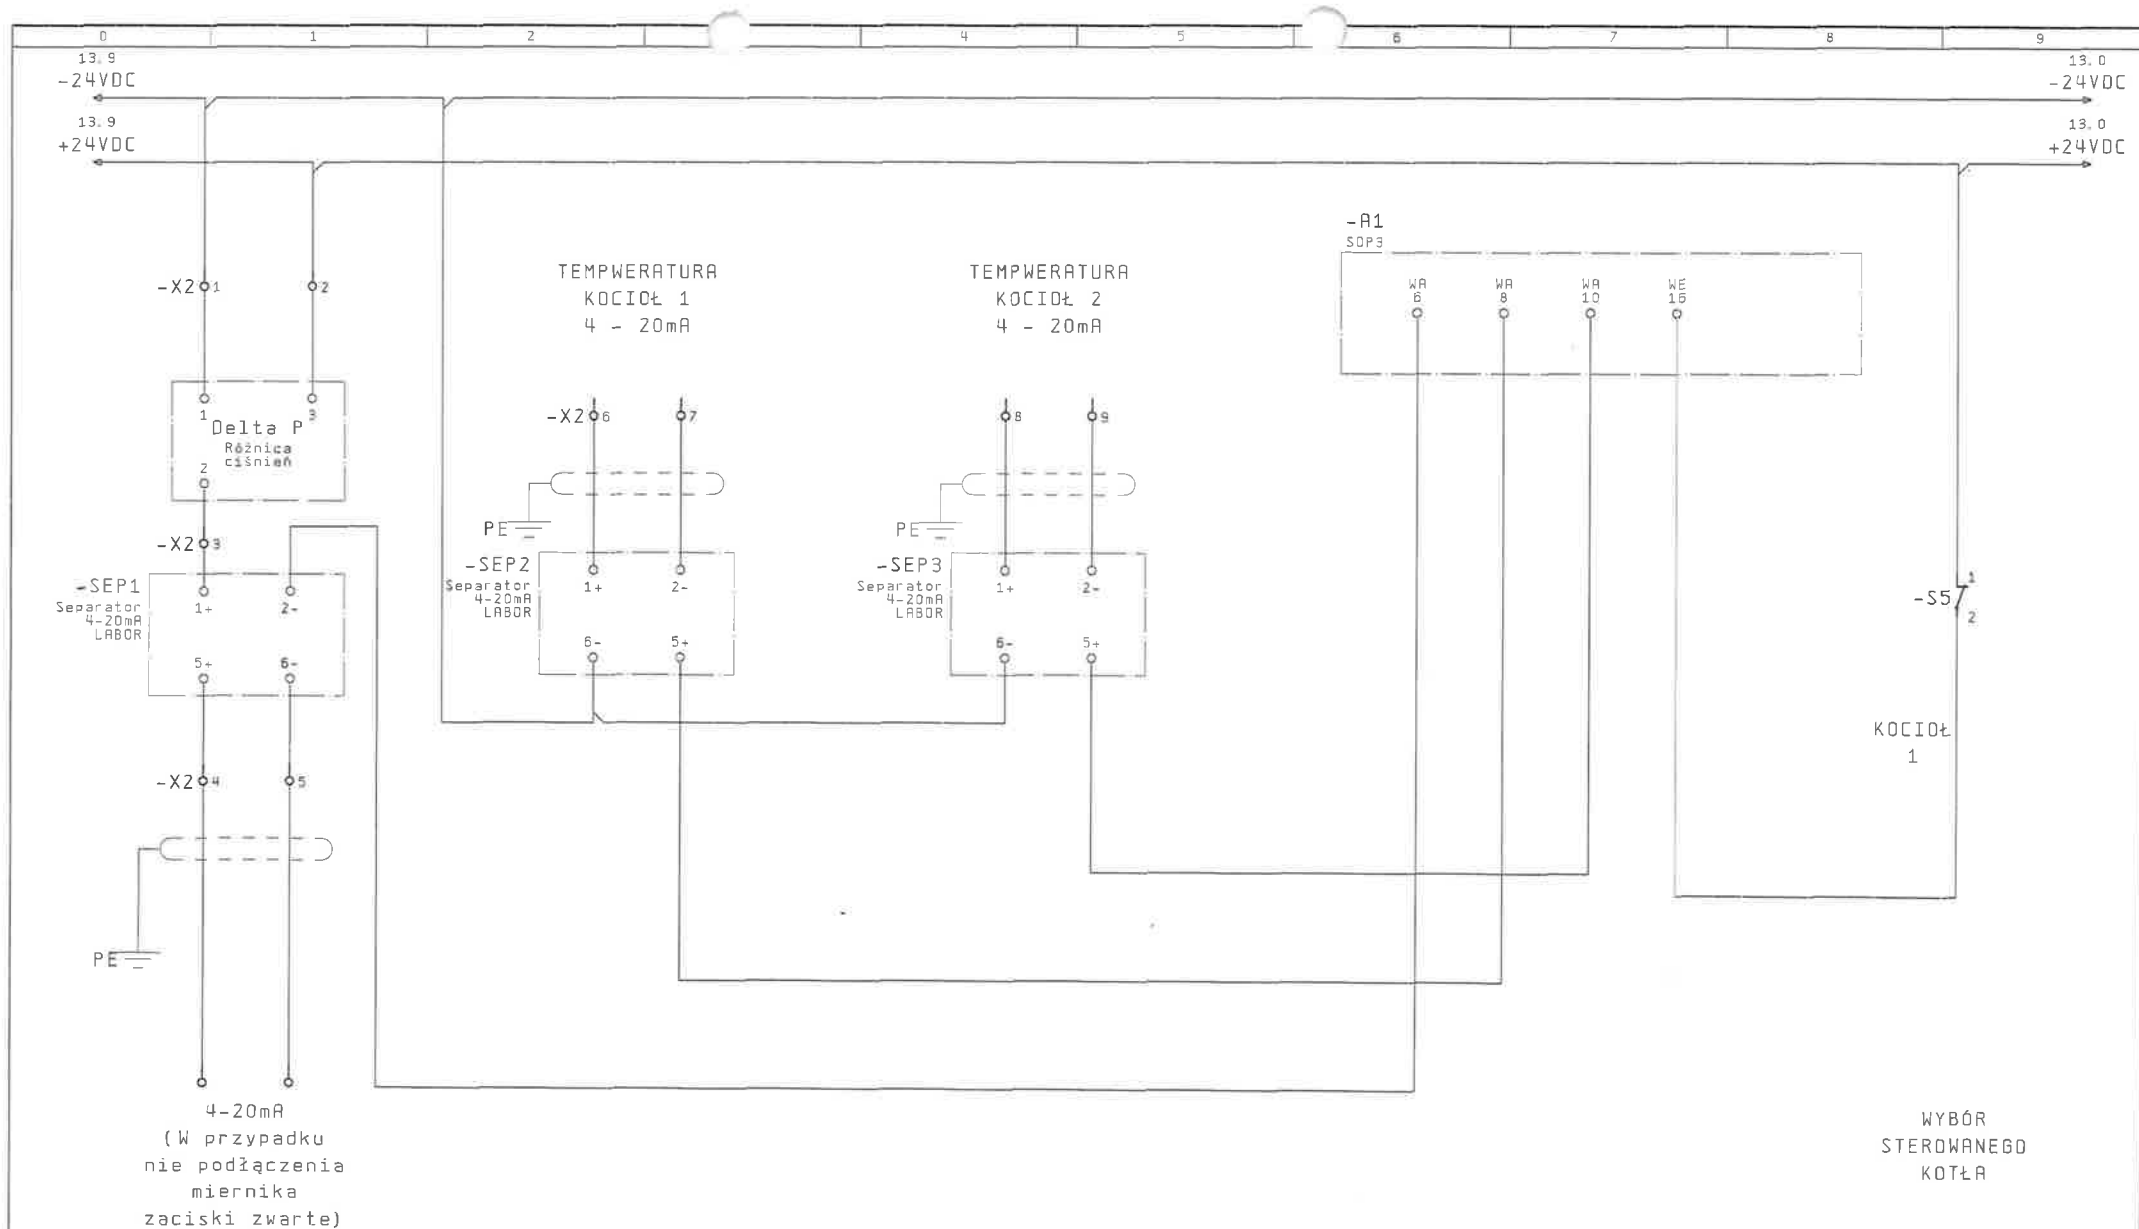 0 1 2 4 5 6 7 8 9
13.9
-24VDC
13.0
-24VDC
13.9
+24VDC
13.0
+24VDC
-A1
SOP3
WA
6
WA
8
WA
10
WE
16
TEMPWERATURA
KOCIOŁ 1
4 - 20mA
TEMPWERATURA
KOCIOŁ 2
4 - 20mA
-X2 1 2
1 3
Delta P
Różnica
ciśnień
2
-X2 6 7
8 9
PE
PE
-X2 3
-SEP1
Separator
4-20mA
LABOR
1+ 2-
5+ 6-
-SEP2
Separator
4-20mA
LABOR
1+ 2-
6- 5+
-SEP3
Separator
4-20mA
LABOR
1+ 2-
6- 5+
-S5
1
2
KOCIOŁ
1
-X2 4 5
PE
4-20mA
(W przypadku
nie podłączenia
miernika
zaciski zwarte)
WYBÓR
STEROWANEGO
KOTŁA